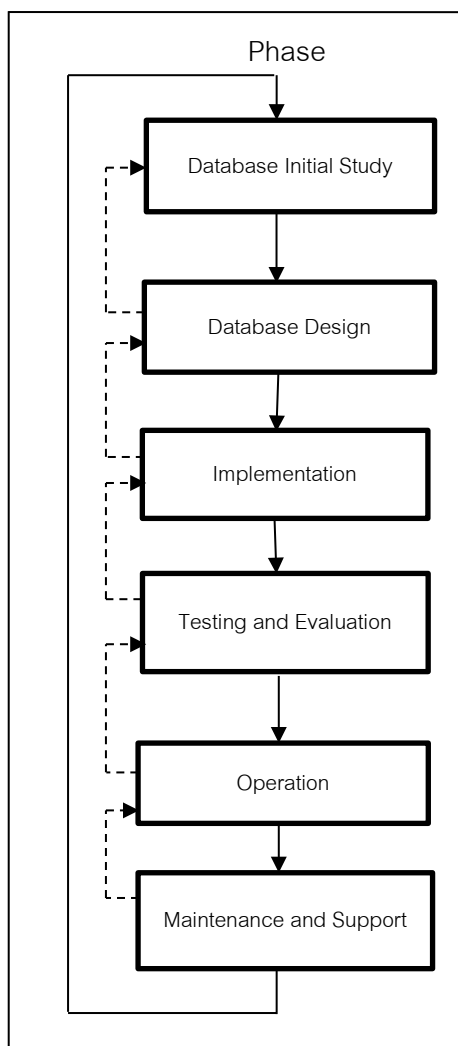 Phase
Database Initial Study
Database Design
Implementation
Testing and Evaluation
Operation
Maintenance and Support